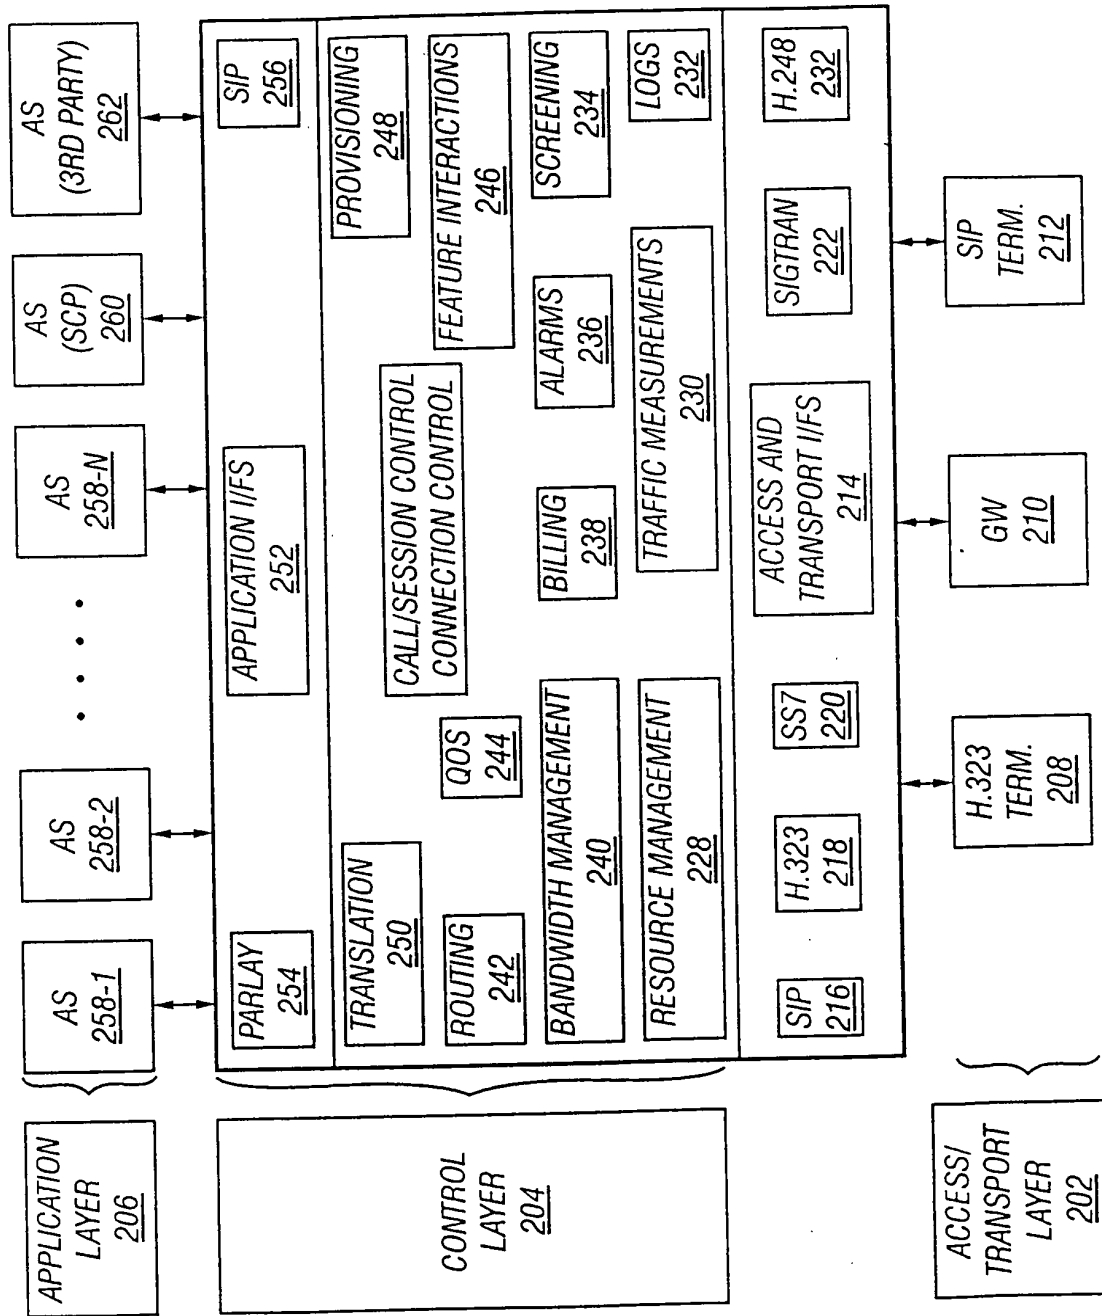 APPLICATION
LAYER
206
AS
258-1
AS
258-2
AS
258-N
AS
(SCP)
260
AS
(3RD PARTY)
262
CONTROL
LAYER
204
PARLAY
254
APPLICATION I/FS
252
SIP
256
TRANSLATION
250
CALL/SESSION CONTROL
CONNECTION CONTROL
PROVISIONING
248
ROUTING
242
QOS
244
FEATURE INTERACTIONS
246
BANDWIDTH MANAGEMENT
240
BILLING
238
ALARMS
236
SCREENING
234
RESOURCE MANAGEMENT
228
TRAFFIC MEASUREMENTS
230
LOGS
232
SIP
216
H.323
218
SS7
220
ACCESS AND
TRANSPORT I/FS
214
SIGTRAN
222
H.248
232
ACCESS/
TRANSPORT
LAYER
202
H.323
TERM.
208
GW
210
SIP
TERM.
212